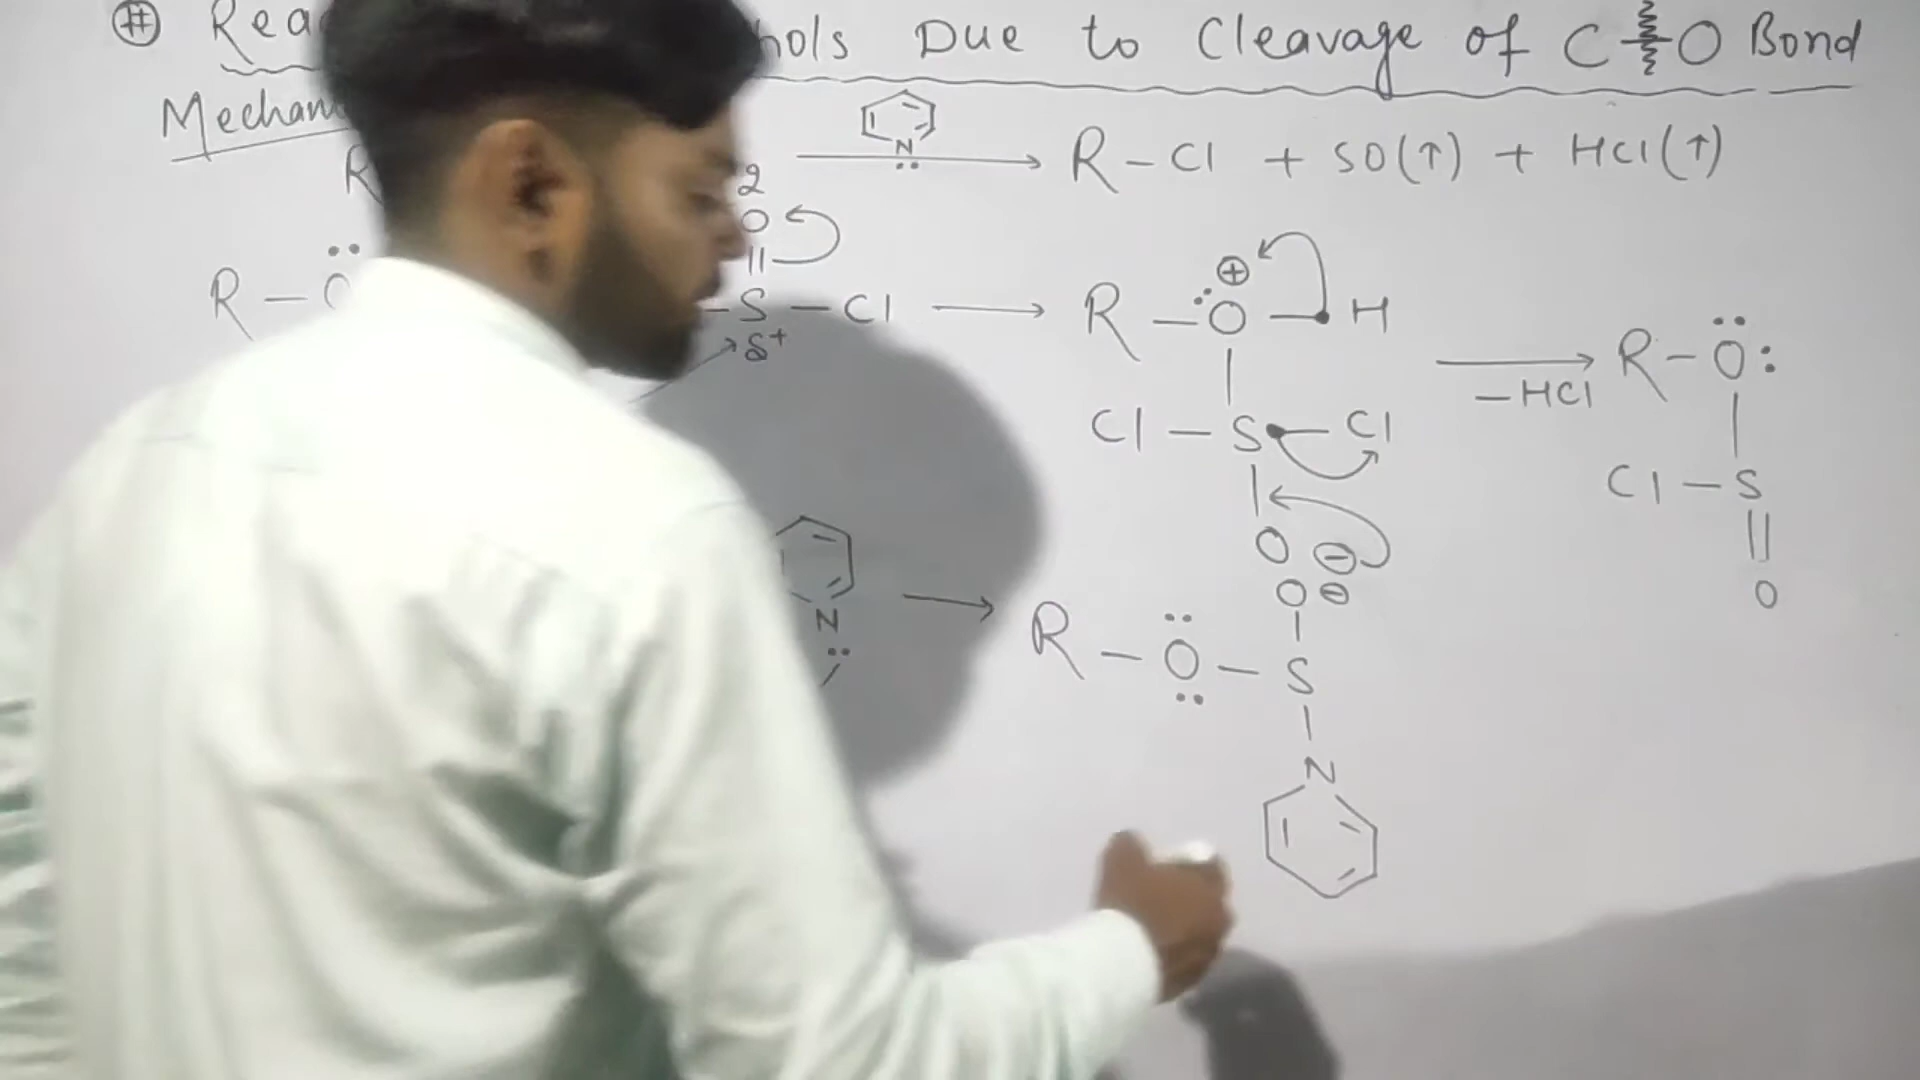 # Rea hols Due to Cleavage of C O Bond
Mechan
R 2 N R-Cl + SO(↑) + HCl(↑)
R-O -S-Cl → R-O-H
O
δ+
⊕
-HCl
R-O:
Cl-S-Cl
Cl-S
O ⊖
O
N
→ R-O-S
O⊖
N